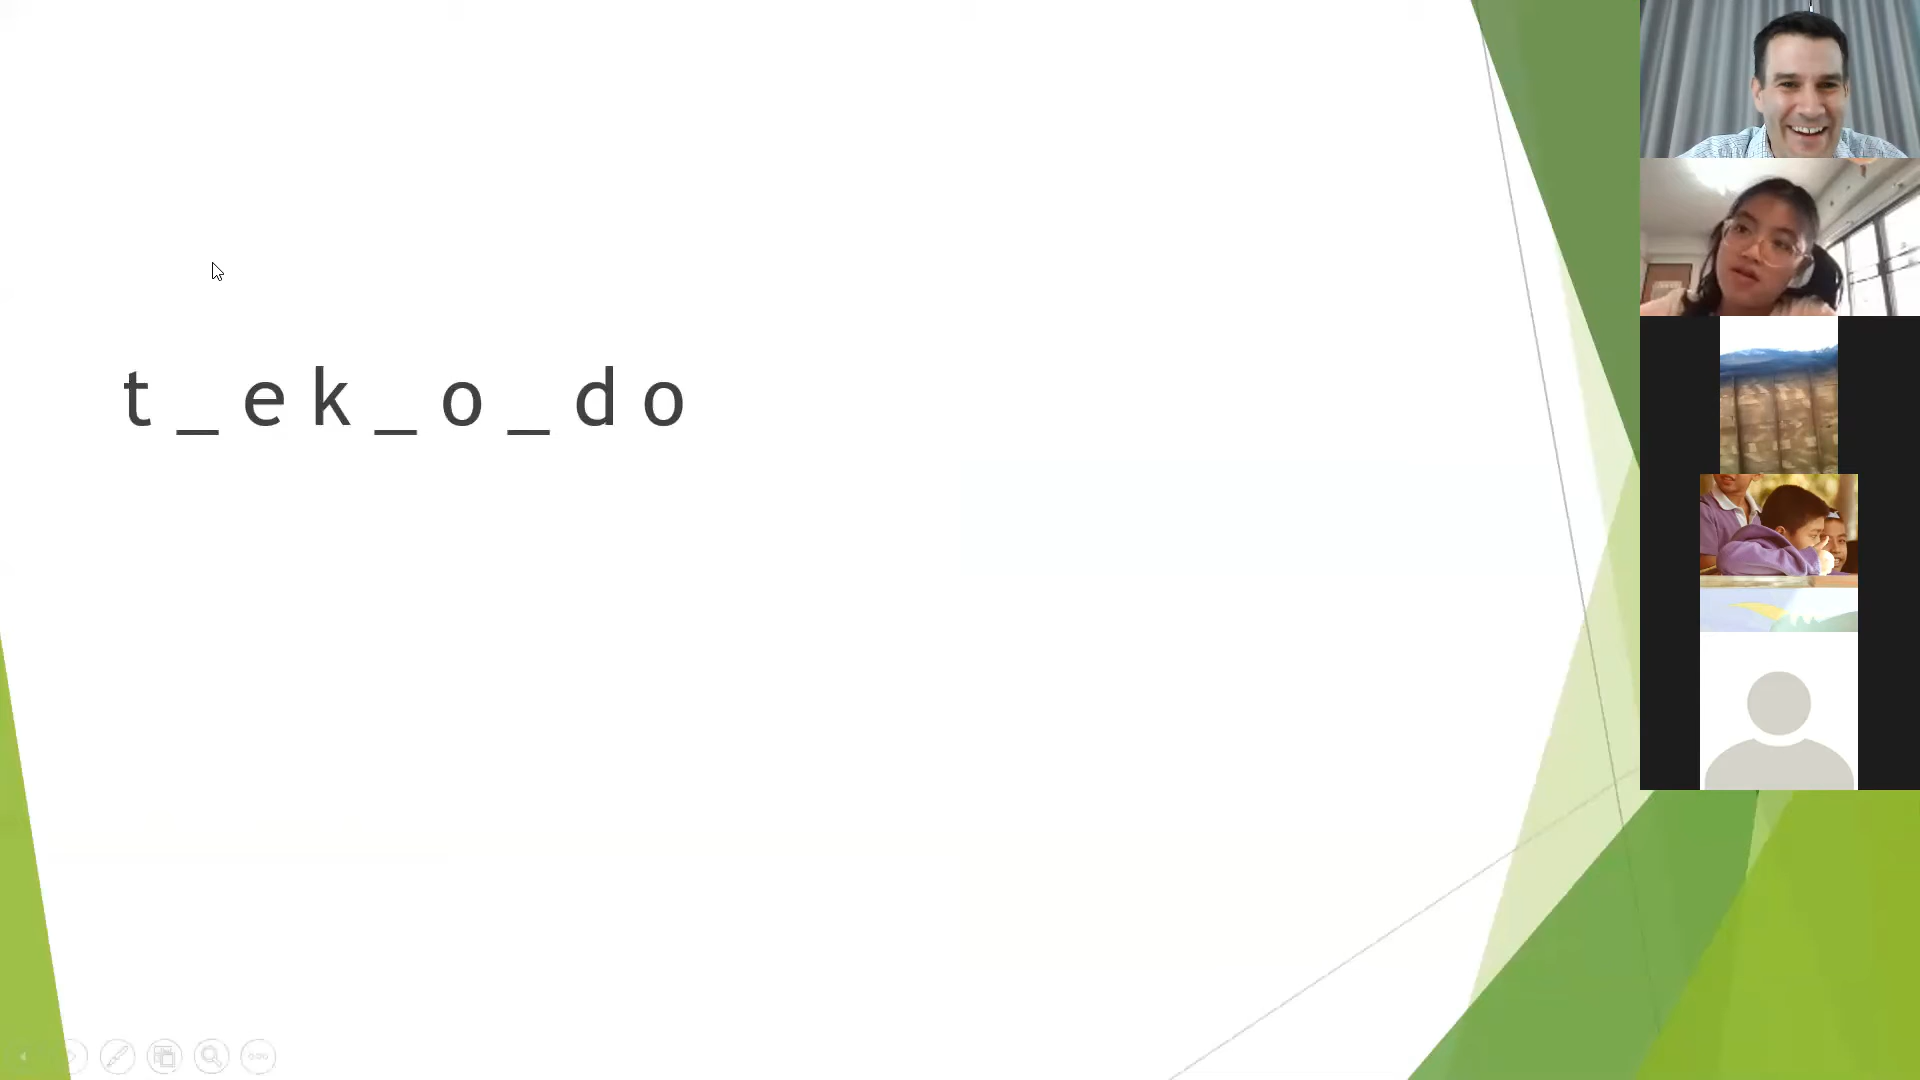 t _ e k _ o _ d o